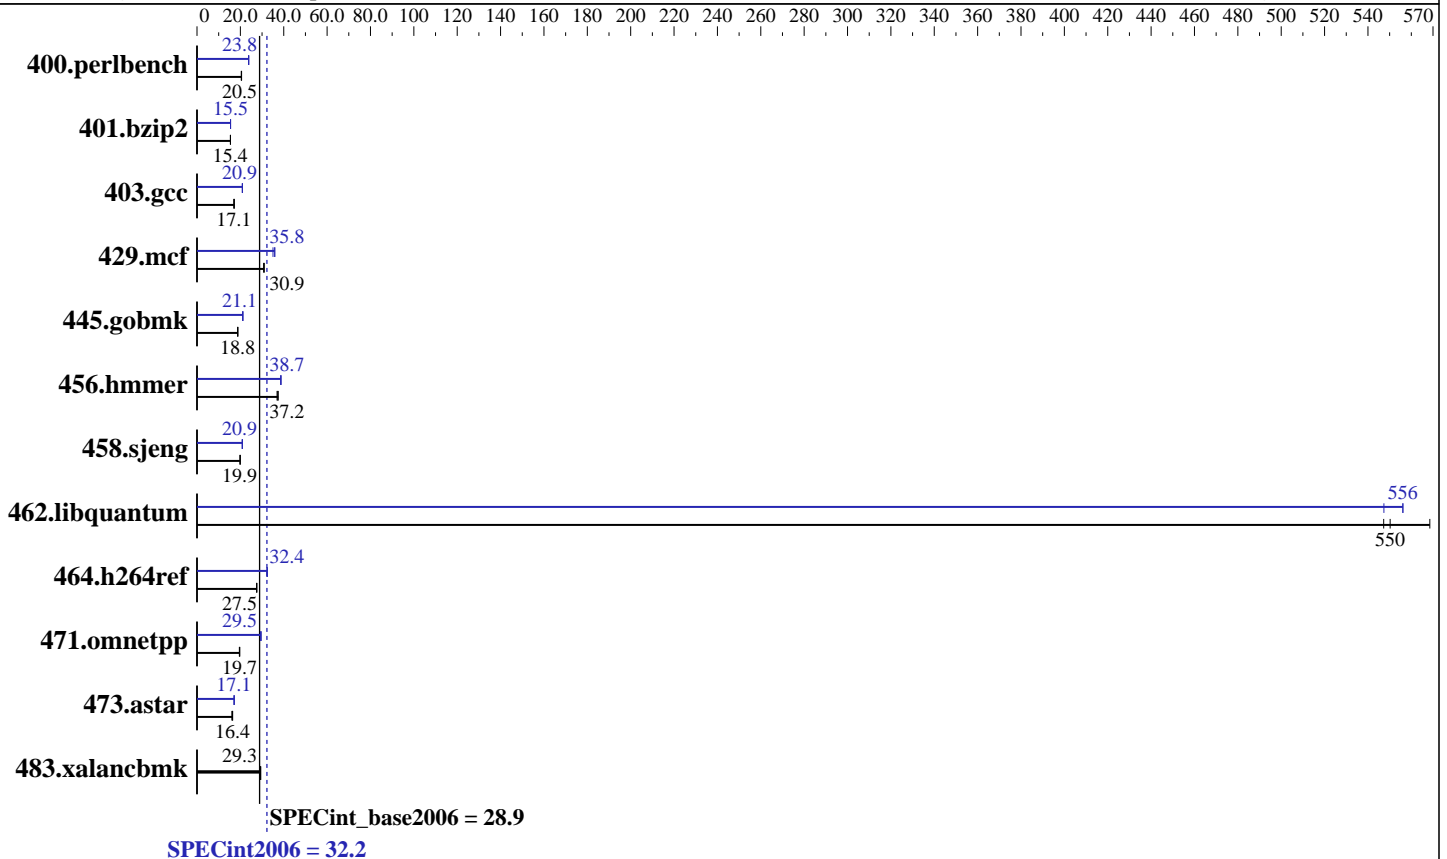 0 20.0 40.0 60.0 80.0 100 120 140 160 180 200 220 240 260 280 300 320 340 360 380 400 420 440 460 480 500 520 540 570
23.8
400.perlbench
20.5
15.5
401.bzip2
15.4
20.9
403.gcc
17.1
35.8
429.mcf
30.9
21.1
445.gobmk
18.8
38.7
456.hmmer
37.2
20.9
458.sjeng
19.9
556
462.libquantum
550
32.4
464.h264ref
27.5
29.5
471.omnetpp
19.7
17.1
473.astar
16.4
29.3
483.xalancbmk
SPECint_base2006 = 28.9
SPECint2006 = 32.2